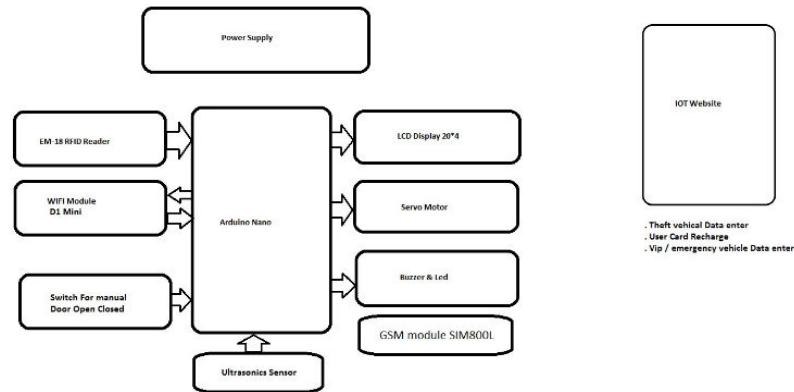 Power Supply
IOT Website
EM-18 RFID Reader
LCD Display 20*4
WIFI Module
D1 Mini
Arduino Nano
Servo Motor
. Theft vehical Data enter
. User Card Recharge
. Vip / emergency vehicle Data enter
Switch For manual
Door Open Closed
Buzzer & Led
GSM module SIM800L
Ultrasonics Sensor